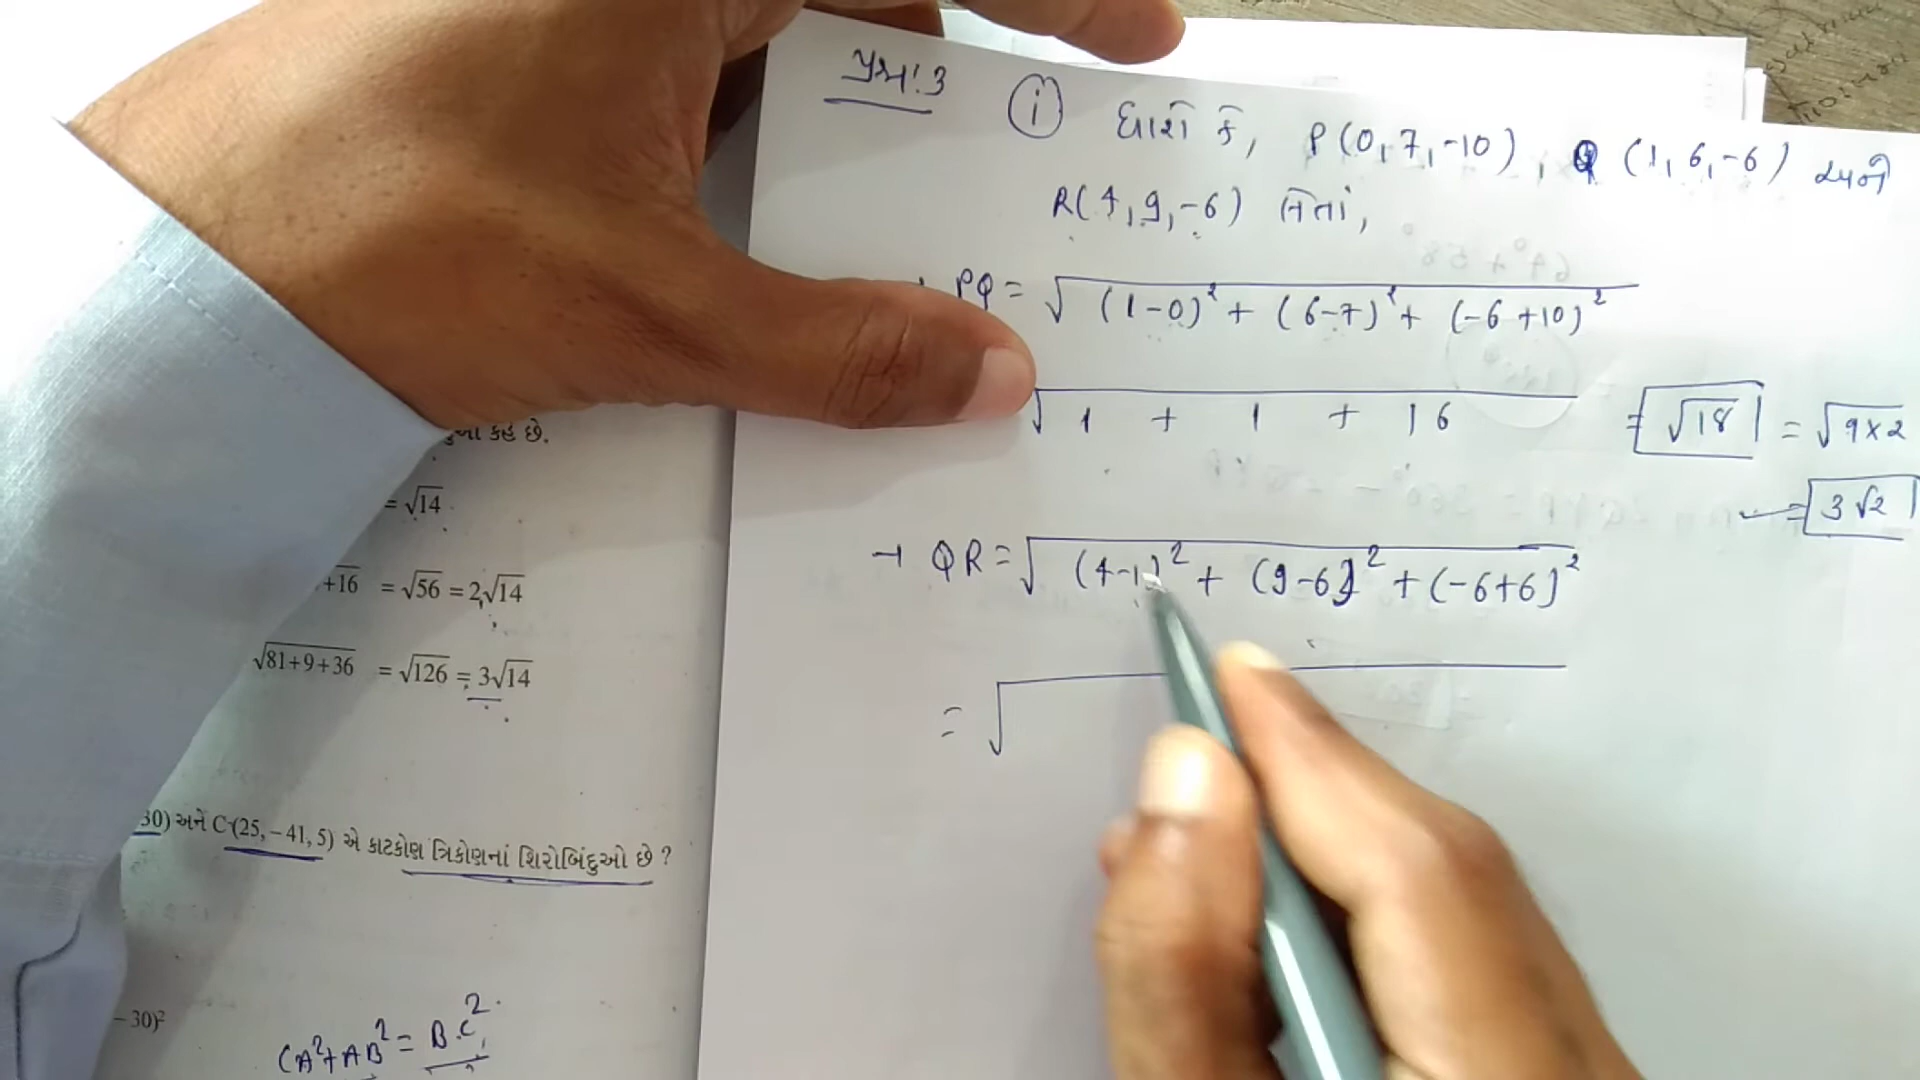 પ્રશ્ન:3 (i) ધારો કે, P(0,7,-10), Q(1,6,-6) અને
R(4,9,-6) લેતાં,
PQ = √(1-0)² + (6-7)² + (-6+10)²
√1 + 1 + 16 = √18 = √9×2
= 3√2
→ QR = √(4-1)² + (9-6)² + (-6+6)²
= √
કહે છે.
= √14
+16 = √56 = 2√14
√81+9+36 = √126 = 3√14
30) અને C(25, –41, 5) એ કાટકોણ ત્રિકોણનાં શિરોબિંદુઓ છે ?
– 30)²
CA²+AB² = BC²